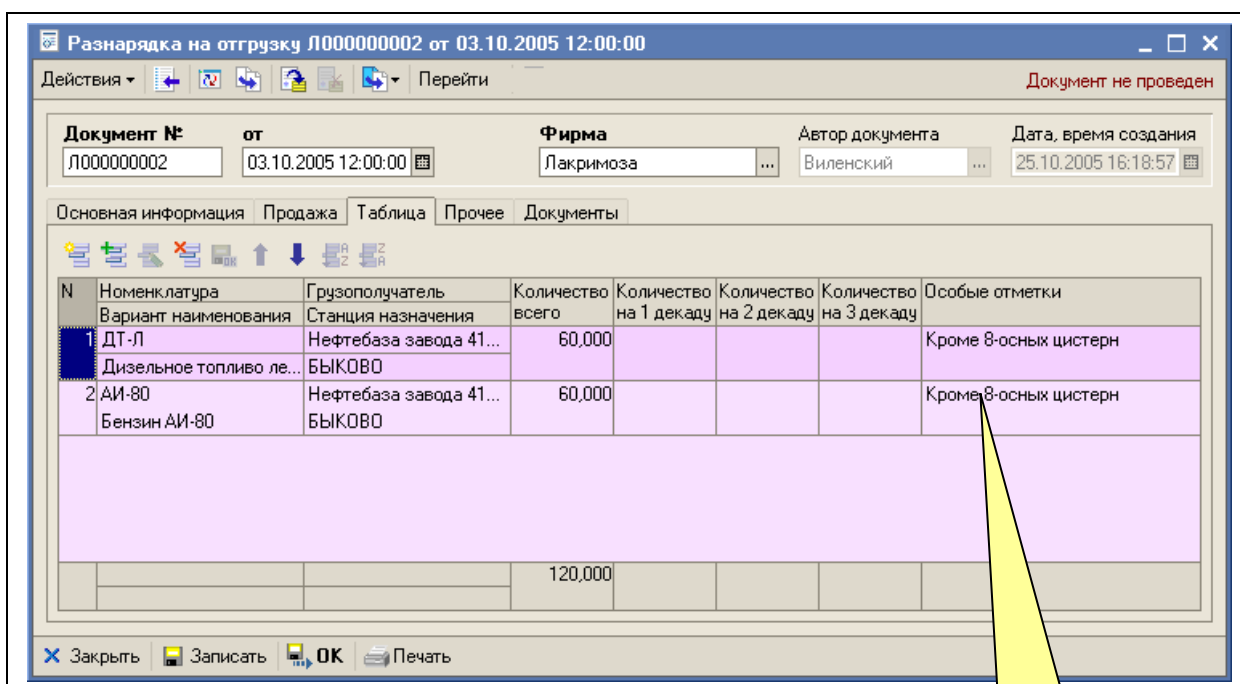 Разнарядка на отгрузку Л000000002 от 03.10.2005 12:00:00
Действия Перейти Документ не проведен
Документ № от Фирма Автор документа Дата, время создания
Л000000002 03.10.2005 12:00:00 Лакримоза ... Виленский ... 25.10.2005 16:18:57
Основная информация Продажа Таблица Прочее Документы
N Номенклатура Грузополучатель Количество Количество Количество Количество Особые отметки
Вариант наименования Станция назначения всего на 1 декаду на 2 декаду на 3 декаду
1 ДТ-Л Нефтебаза завода 41... 60,000 Кроме 8-осных цистерн
Дизельное топливо ле... БЫКОВО
2 АИ-80 Нефтебаза завода 41... 60,000 Кроме 8-осных цистерн
Бензин АИ-80 БЫКОВО
120,000
Закрыть Записать OK Печать